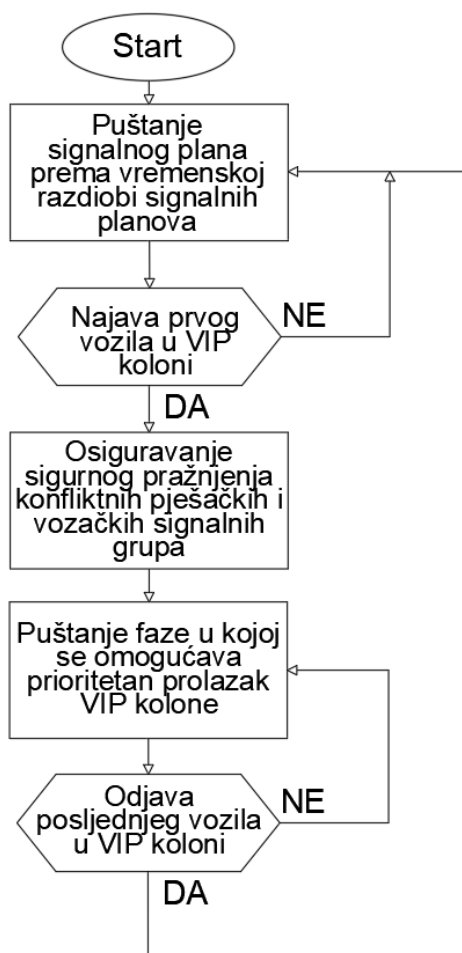 Start
Puštanje
signalnog plana
prema vremenskoj
razdiobi signalnih
planova
Najava prvog
vozila u VIP
koloni
NE
DA
Osiguravanje
sigurnog pražnjenja
konfliktnih pješačkih i
vozačkih signalnih
grupa
Puštanje faze u kojoj
se omogućava
prioritetan prolazak
VIP kolone
Odjava
posljednjeg vozila
u VIP koloni
NE
DA